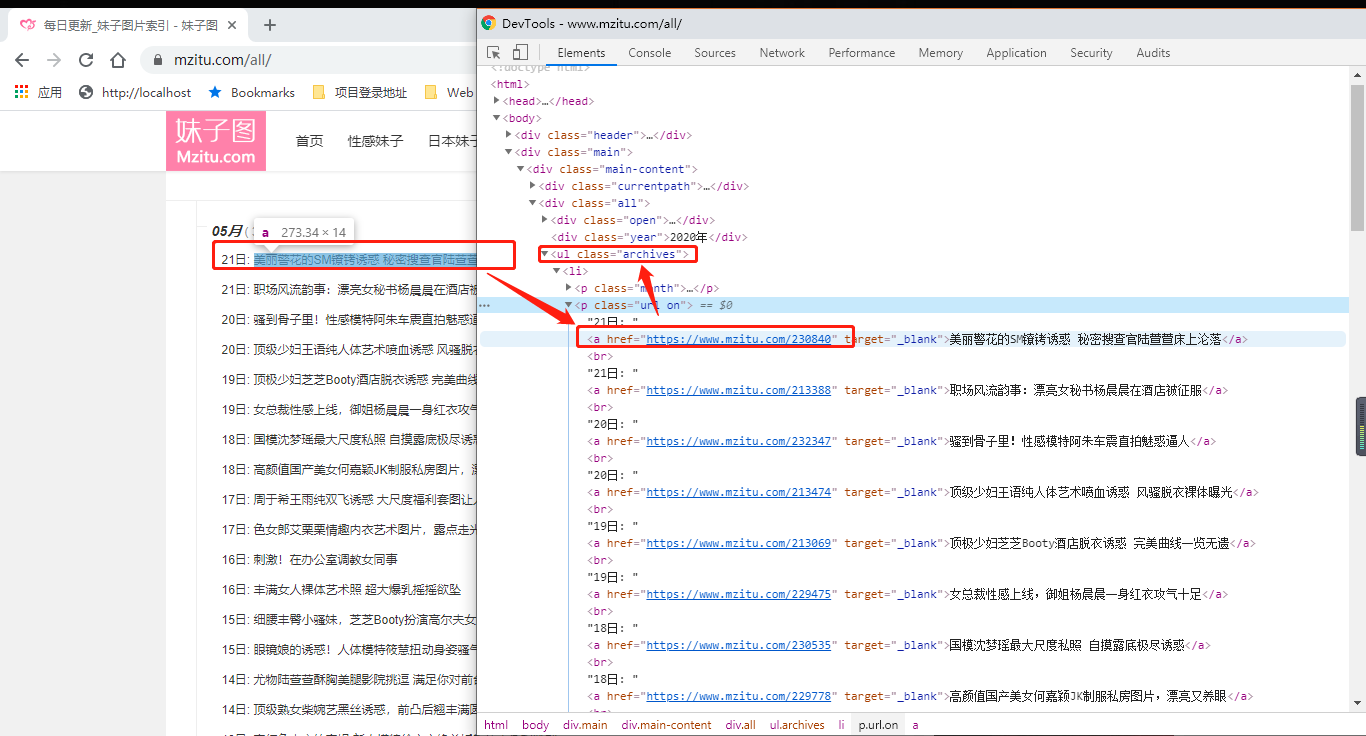 每日更新_妹子图片索引 - 妹子图
mzitu.com/all/
应用 http://localhost Bookmarks 项目登录地址 Web
妹子图
Mzitu.com
首页 性感妹子 日本妹子
05月
a 273.34 × 14
21日: 美丽警花的SM镣铐诱惑 秘密搜查官陆萱萱
21日: 职场风流韵事：漂亮女秘书杨晨晨在酒店被
20日: 骚到骨子里！性感模特阿朱车震直拍魅惑逼
20日: 顶级少妇王语纯人体艺术喷血诱惑 风骚脱衣
19日: 顶极少妇芝芝Booty酒店脱衣诱惑 完美曲线
19日: 女总裁性感上线，御姐杨晨晨一身红衣攻气
18日: 国模沈梦瑶最大尺度私照 自摸露底极尽诱惑
18日: 高颜值国产美女何嘉颖JK制服私房图片，漂
17日: 周于希王雨纯双飞诱惑 大尺度福利套图让人
17日: 色女郎艾栗栗情趣内衣艺术图片，露点走光
16日: 刺激！在办公室调教女同事
16日: 丰满女人裸体艺术照 超大爆乳摇摇欲坠
15日: 细腰丰臀小骚妹，芝芝Booty扮演高尔夫女
15日: 眼镜娘的诱惑！人体模特筱慧扭动身姿骚气
14日: 尤物陆萱萱酥胸美腿影院挑逗 满足你对前台
14日: 顶级熟女柴婉艺黑丝诱惑，前凸后翘丰满圆
DevTools - www.mzitu.com/all/
Elements Console Sources Network Performance Memory Application Security Audits
<!doctype html>
<html>
<head>…</head>
<body>
<div class="header">…</div>
<div class="main">
<div class="main-content">
<div class="currentpath">…</div>
<div class="all">
<div class="open">…</div>
<div class="year">2020年</div>
<ul class="archives">
<li>
<p class="month">…</p>
<p class="url on"> == $0
"21日: "
<a href="https://www.mzitu.com/230840" target="_blank">美丽警花的SM镣铐诱惑 秘密搜查官陆萱萱床上沦落</a>
<br>
"21日: "
<a href="https://www.mzitu.com/213388" target="_blank">职场风流韵事：漂亮女秘书杨晨晨在酒店被征服</a>
<br>
"20日: "
<a href="https://www.mzitu.com/232347" target="_blank">骚到骨子里！性感模特阿朱车震直拍魅惑逼人</a>
<br>
"20日: "
<a href="https://www.mzitu.com/213474" target="_blank">顶级少妇王语纯人体艺术喷血诱惑 风骚脱衣裸体曝光</a>
<br>
"19日: "
<a href="https://www.mzitu.com/213069" target="_blank">顶极少妇芝芝Booty酒店脱衣诱惑 完美曲线一览无遗</a>
<br>
"19日: "
<a href="https://www.mzitu.com/229475" target="_blank">女总裁性感上线，御姐杨晨晨一身红衣攻气十足</a>
<br>
"18日: "
<a href="https://www.mzitu.com/230535" target="_blank">国模沈梦瑶最大尺度私照 自摸露底极尽诱惑</a>
<br>
"18日: "
<a href="https://www.mzitu.com/229778" target="_blank">高颜值国产美女何嘉颖JK制服私房图片，漂亮又养眼</a>
html body div.main div.main-content div.all ul.archives li p.url.on a